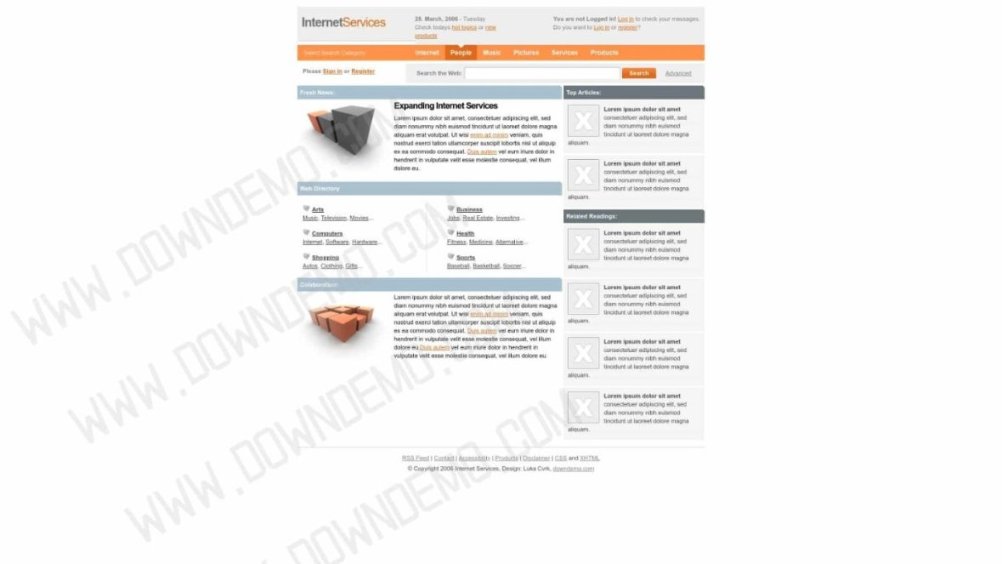 InternetServices
28. March, 2006 - Tuesday
Check todays hot topics or new
products
You are not Logged in! Log in to check your messages.
Do you want to Log in or register?
Select Search Category
Internet People Music Pictures Services Products
Please Sign in or Register
Search the Web: Search Advanced
Fresh News:
Expanding Internet Services
Lorem ipsum dolor sit amet, consectetuer adipiscing elit, sed
diam nonummy nibh euismod tincidunt ut laoreet dolore magna
aliquam erat volutpat. Ut wisi enim ad minim veniam, quis
nostrud exerci tation ullamcorper suscipit lobortis nisl ut aliquip
ex ea commodo consequat. Duis autem vel eum iriure dolor in
hendrerit in vulputate velit esse molestie consequat, vel illum
dolore eu.
Web Directory
Arts
Music, Television, Movies...
Business
Jobs, Real Estate, Investing...
Computers
Internet, Software, Hardware...
Health
Fitness, Medicine, Alternative...
Shopping
Autos, Clothing, Gifts...
Sports
Baseball, Basketball, Soccer...
Collaboration:
Lorem ipsum dolor sit amet, consectetuer adipiscing elit, sed
diam nonummy nibh euismod tincidunt ut laoreet dolore magna
aliquam erat volutpat. Ut wisi enim ad minim veniam, quis
nostrud exerci tation ullamcorper suscipit lobortis nisl ut aliquip
ex ea commodo consequat. Duis autem vel eum iriure dolor in
hendrerit in vulputate velit esse molestie consequat, vel illum
dolore eu.Duis autem vel eum iriure dolor in hendrerit in
vulputate velit esse molestie consequat, vel illum dolore eu
Top Articles:
Lorem ipsum dolor sit amet
consectetuer adipiscing elit, sed
diam nonummy nibh euismod
tincidunt ut laoreet dolore magna
aliquam.
Lorem ipsum dolor sit amet
consectetuer adipiscing elit, sed
diam nonummy nibh euismod
tincidunt ut laoreet dolore magna
aliquam.
Related Readings:
Lorem ipsum dolor sit amet
consectetuer adipiscing elit, sed
diam nonummy nibh euismod
tincidunt ut laoreet dolore magna
aliquam.
Lorem ipsum dolor sit amet
consectetuer adipiscing elit, sed
diam nonummy nibh euismod
tincidunt ut laoreet dolore magna
aliquam.
Lorem ipsum dolor sit amet
consectetuer adipiscing elit, sed
diam nonummy nibh euismod
tincidunt ut laoreet dolore magna
aliquam.
Lorem ipsum dolor sit amet
consectetuer adipiscing elit, sed
diam nonummy nibh euismod
tincidunt ut laoreet dolore magna
aliquam.
RSS Feed | Contact | Accessibility | Products | Disclaimer | CSS and XHTML
© Copyright 2006 Internet Services, Design: Luka Cvrk, downdemo.com
WWW.DOWNDEMO.COM
WWW.DOWNDEMO.COM
WWW.DOWNDEMO.COM
WWW.DOWNDEMO.COM